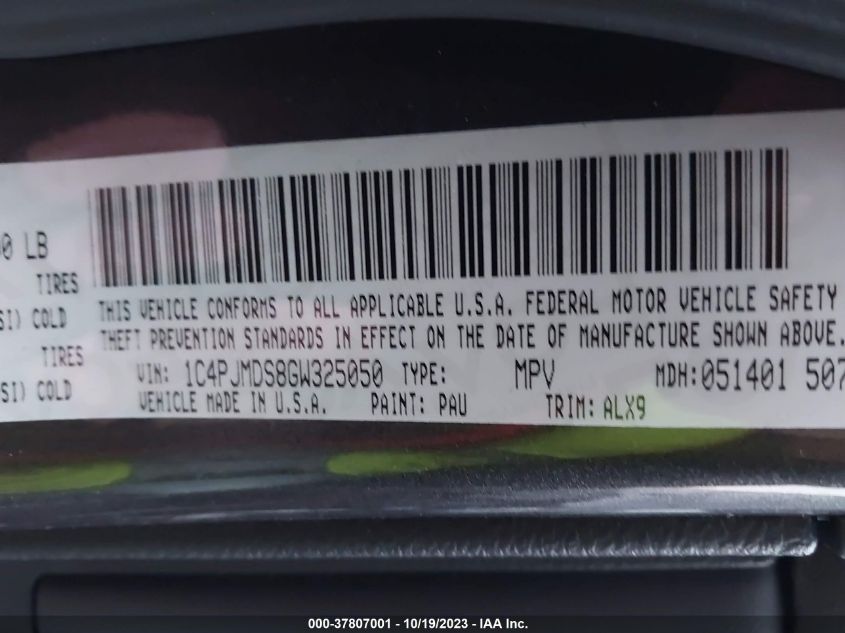 00 LB
TIRES
SI) COLD
TIRES
SI) COLD
THIS VEHICLE CONFORMS TO ALL APPLICABLE U.S.A. FEDERAL MOTOR VEHICLE SAFETY
THEFT PREVENTION STANDARDS IN EFFECT ON THE DATE OF MANUFACTURE SHOWN ABOVE.
VIN: 1C4PJMDS8GW325050 TYPE: MPV MDH:051401 507
VEHICLE MADE IN U.S.A. PAINT: PAU TRIM: ALX9
000-37807001 - 10/19/2023 - IAA Inc.